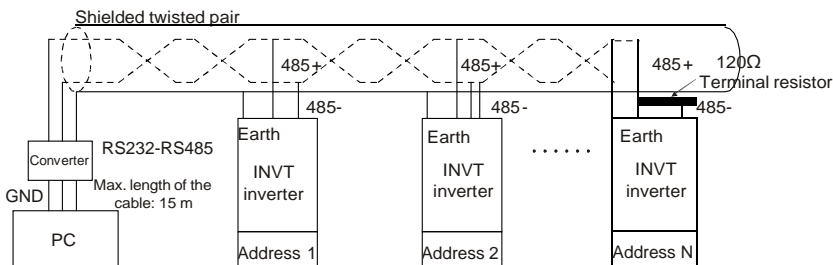 Shielded twisted pair
485+
485+
485+
120Ω
Terminal resistor
485-
485-
485-
Converter
RS232-RS485
GND
Max. length of the
cable: 15 m
PC
Earth
INVT
inverter
Address 1
Earth
INVT
inverter
Address 2
......
Earth
INVT
inverter
Address N